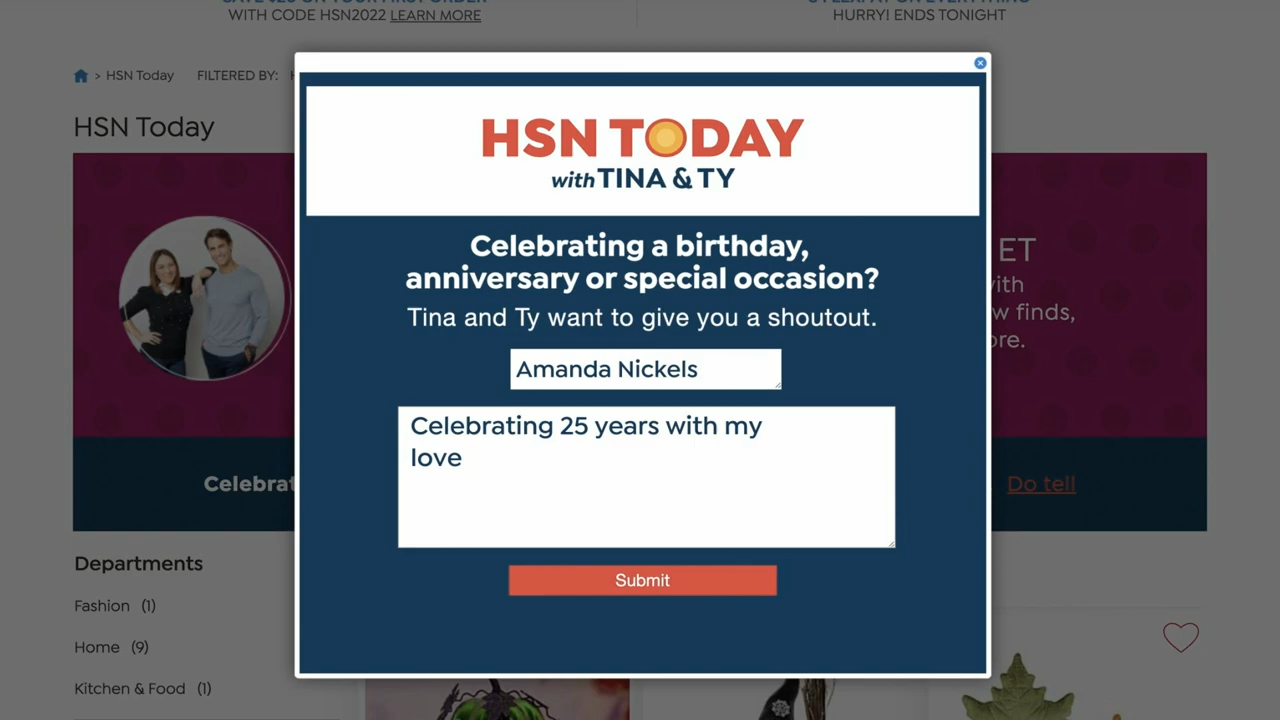 WITH CODE HSN2022 LEARN MORE
HURRY! ENDS TONIGHT
> HSN Today FILTERED BY:
HSN Today
HSN TODAY
with TINA & TY
Celebrating a birthday,
anniversary or special occasion?
Tina and Ty want to give you a shoutout.
Amanda Nickels
Celebrating 25 years with my
love
Submit
ET
finds,
Celebrat
Do tell
Departments
Fashion (1)
Home (9)
Kitchen & Food (1)